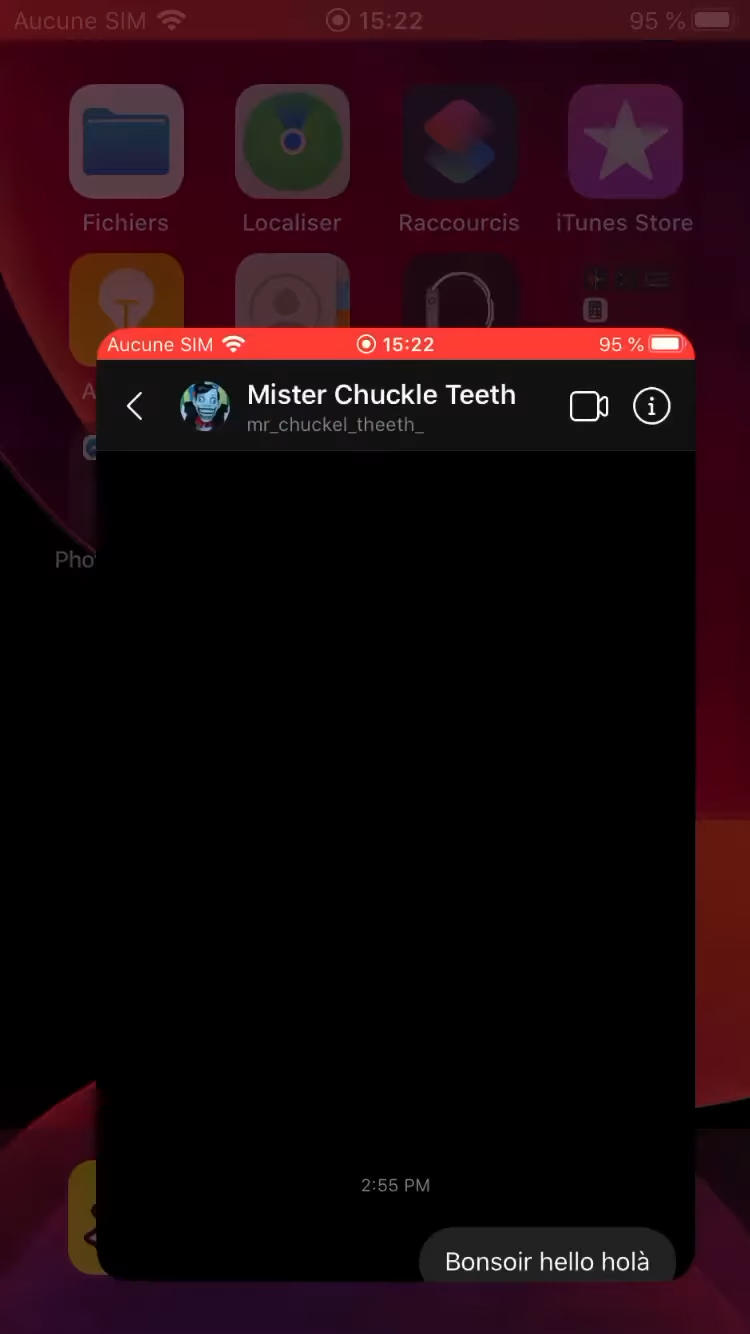 Aucune SIM 15:22 95 %
Fichiers Localiser Raccourcis iTunes Store
A
Aucune SIM 15:22 95 %
Mister Chuckle Teeth
mr_chuckel_theeth_
Pho
2:55 PM
Bonsoir hello holà